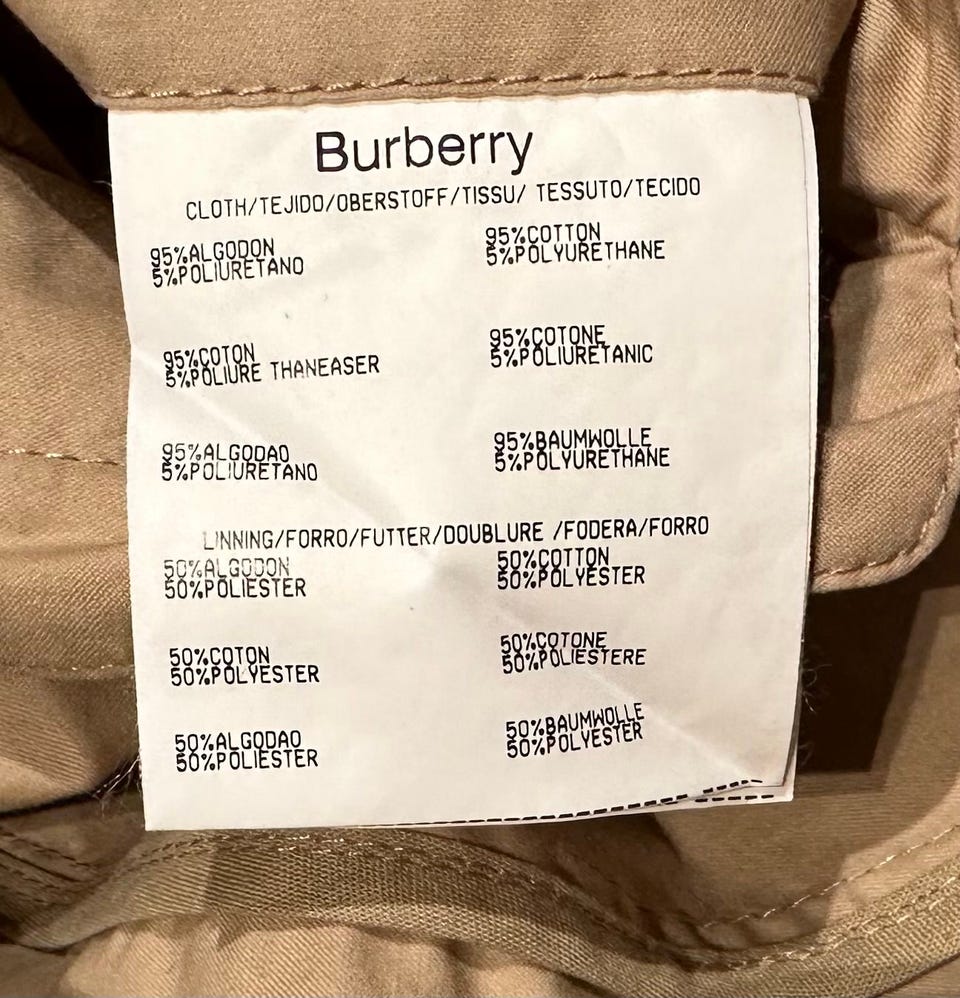 Burberry
CLOTH/TEJIDO/OBERSTOFF/TISSU/ TESSUTO/TECIDO
95%ALGODON
5%POLIURETANO
95%COTTON
5%POLYURETHANE
95%COTON
5%POLIURE THANEASER
95%COTONE
5%POLIURETANIC
95%ALGODAO
5%POLIURETANO
95%BAUMWOLLE
5%POLYURETHANE
LINNING/FORRO/FUTTER/DOUBLURE /FODERA/FORRO
50%ALGODON
50%POLIESTER
50%COTTON
50%POLYESTER
50%COTON
50%POLYESTER
50%COTONE
50%POLIESTERE
50%ALGODAO
50%POLIESTER
50%BAUMWOLLE
50%POLYESTER